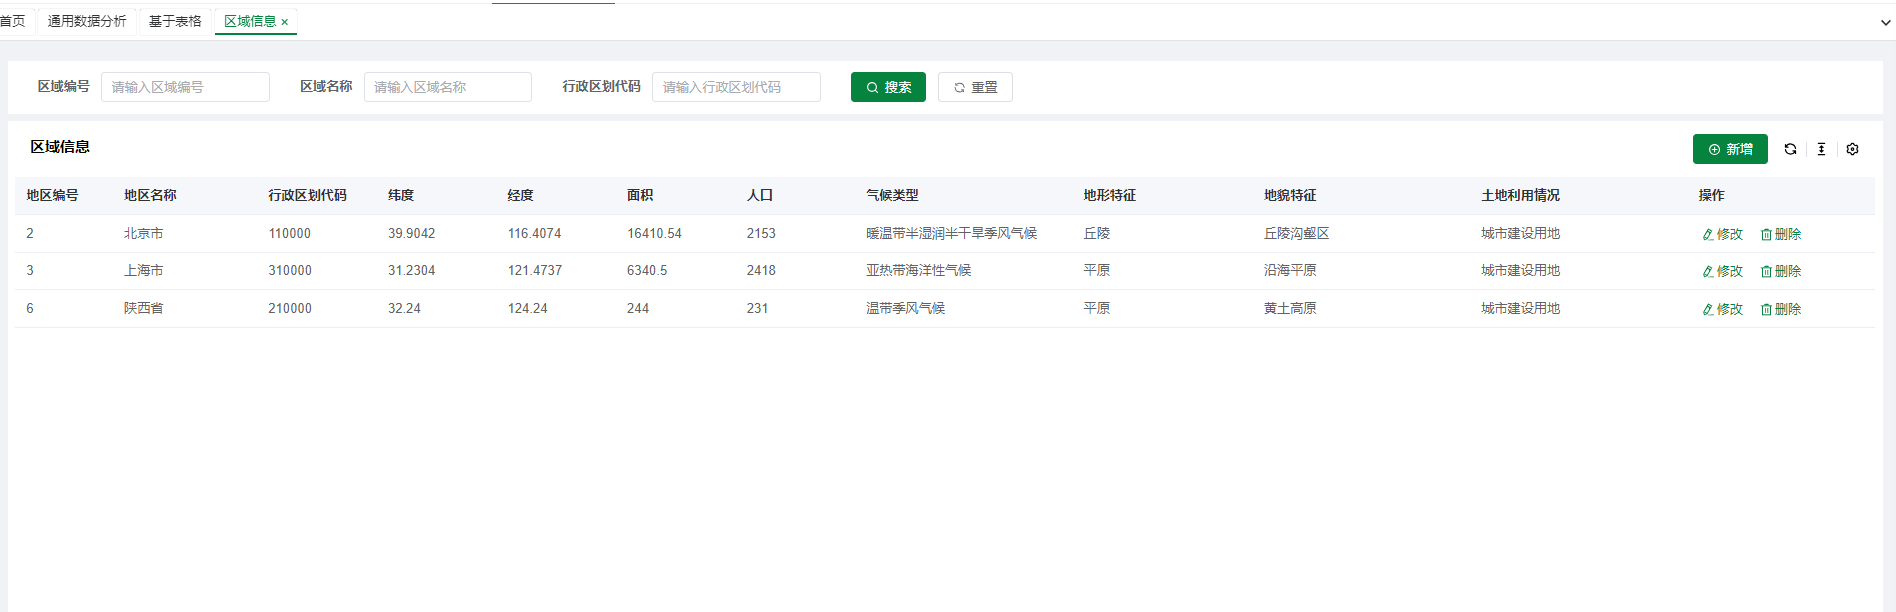 首页 通用数据分析 基于表格 区域信息 ×
区域编号 请输入区域编号 区域名称 请输入区域名称 行政区划代码 请输入行政区划代码 搜索 重置
区域信息 新增
地区编号 地区名称 行政区划代码 纬度 经度 面积 人口 气候类型 地形特征 地貌特征 土地利用情况 操作
2 北京市 110000 39.9042 116.4074 16410.54 2153 暖温带半湿润半干旱季风气候 丘陵 丘陵沟壑区 城市建设用地 修改 删除
3 上海市 310000 31.2304 121.4737 6340.5 2418 亚热带海洋性气候 平原 沿海平原 城市建设用地 修改 删除
6 陕西省 210000 32.24 124.24 244 231 温带季风气候 平原 黄土高原 城市建设用地 修改 删除